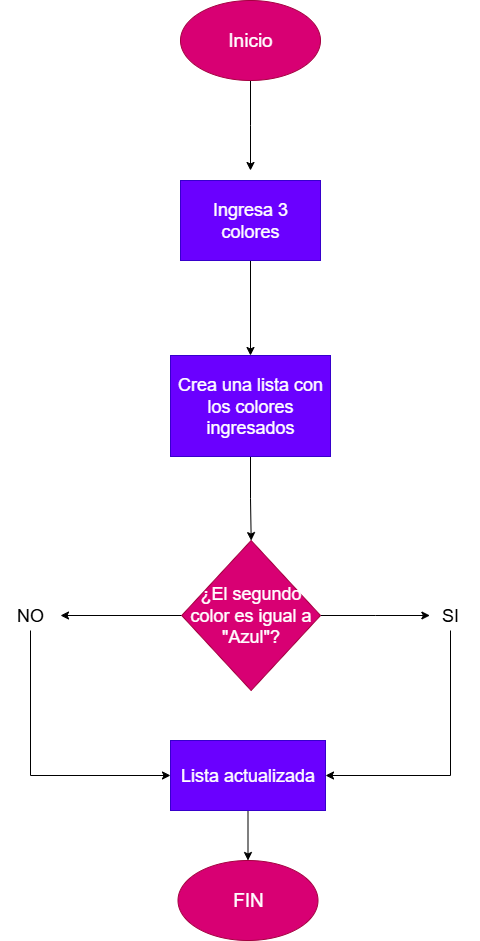 Inicio
Ingresa 3
colores
Crea una lista con
los colores
ingresados
¿El segundo
color es igual a
"Azul"?
NO
SI
Lista actualizada
FIN